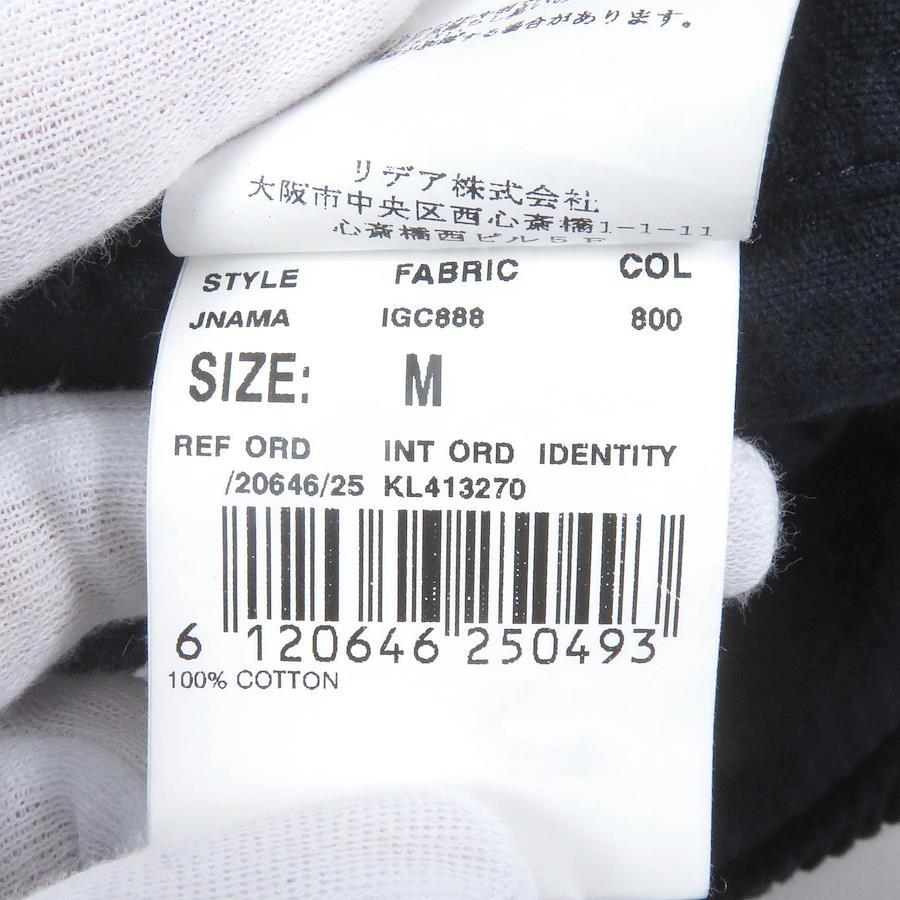 する場合があります。
リデア株式会社
大阪市中央区西心斎橋1-1-11
心斎橋西ビル5F
STYLE FABRIC COL
JNAMA IGC888 800
SIZE: M
REF ORD INT ORD IDENTITY
/20646/25 KL413270
6 120646 250493
100% COTTON